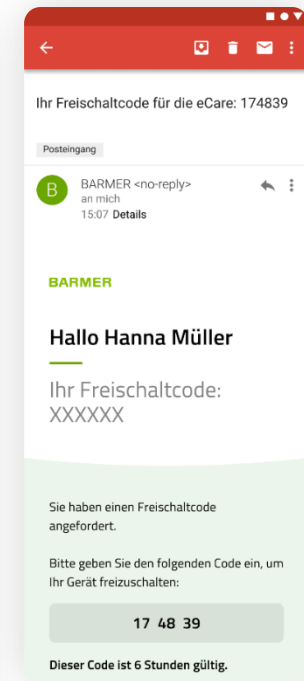 Ihr Freischaltcode für die eCare: 174839
Posteingang
B
BARMER <no-reply>
an mich
15:07 Details
BARMER
Hallo Hanna Müller
Ihr Freischaltcode:
XXXXXX
Sie haben einen Freischaltcode
angefordert.
Bitte geben Sie den folgenden Code ein, um
Ihr Gerät freizuschalten:
17 48 39
Dieser Code ist 6 Stunden gültig.